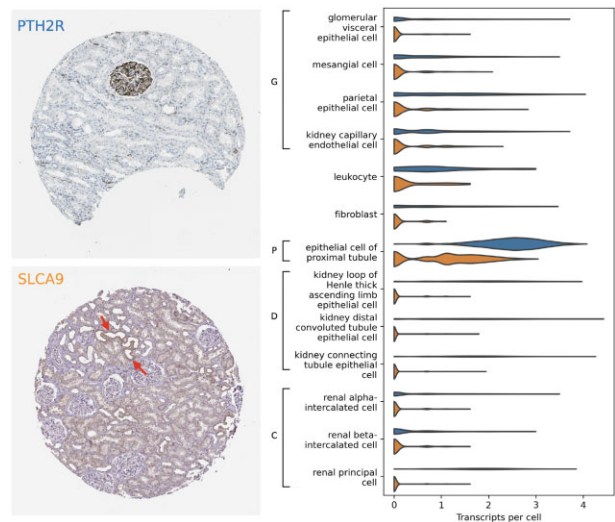 PTH2R
SLCA9
G
P
D
C
glomerular
visceral
epithelial cell
mesangial cell
parietal
epithelial cell
kidney capillary
endothelial cell
leukocyte
fibroblast
epithelial cell of
proximal tubule
kidney loop of
Henle thick
ascending limb
epithelial cell
kidney distal
convoluted tubule
epithelial cell
kidney connecting
tubule epithelial
cell
renal alpha-
intercalated cell
renal beta-
intercalated cell
renal principal
cell
0 1 2 3 4
Transcripts per cell